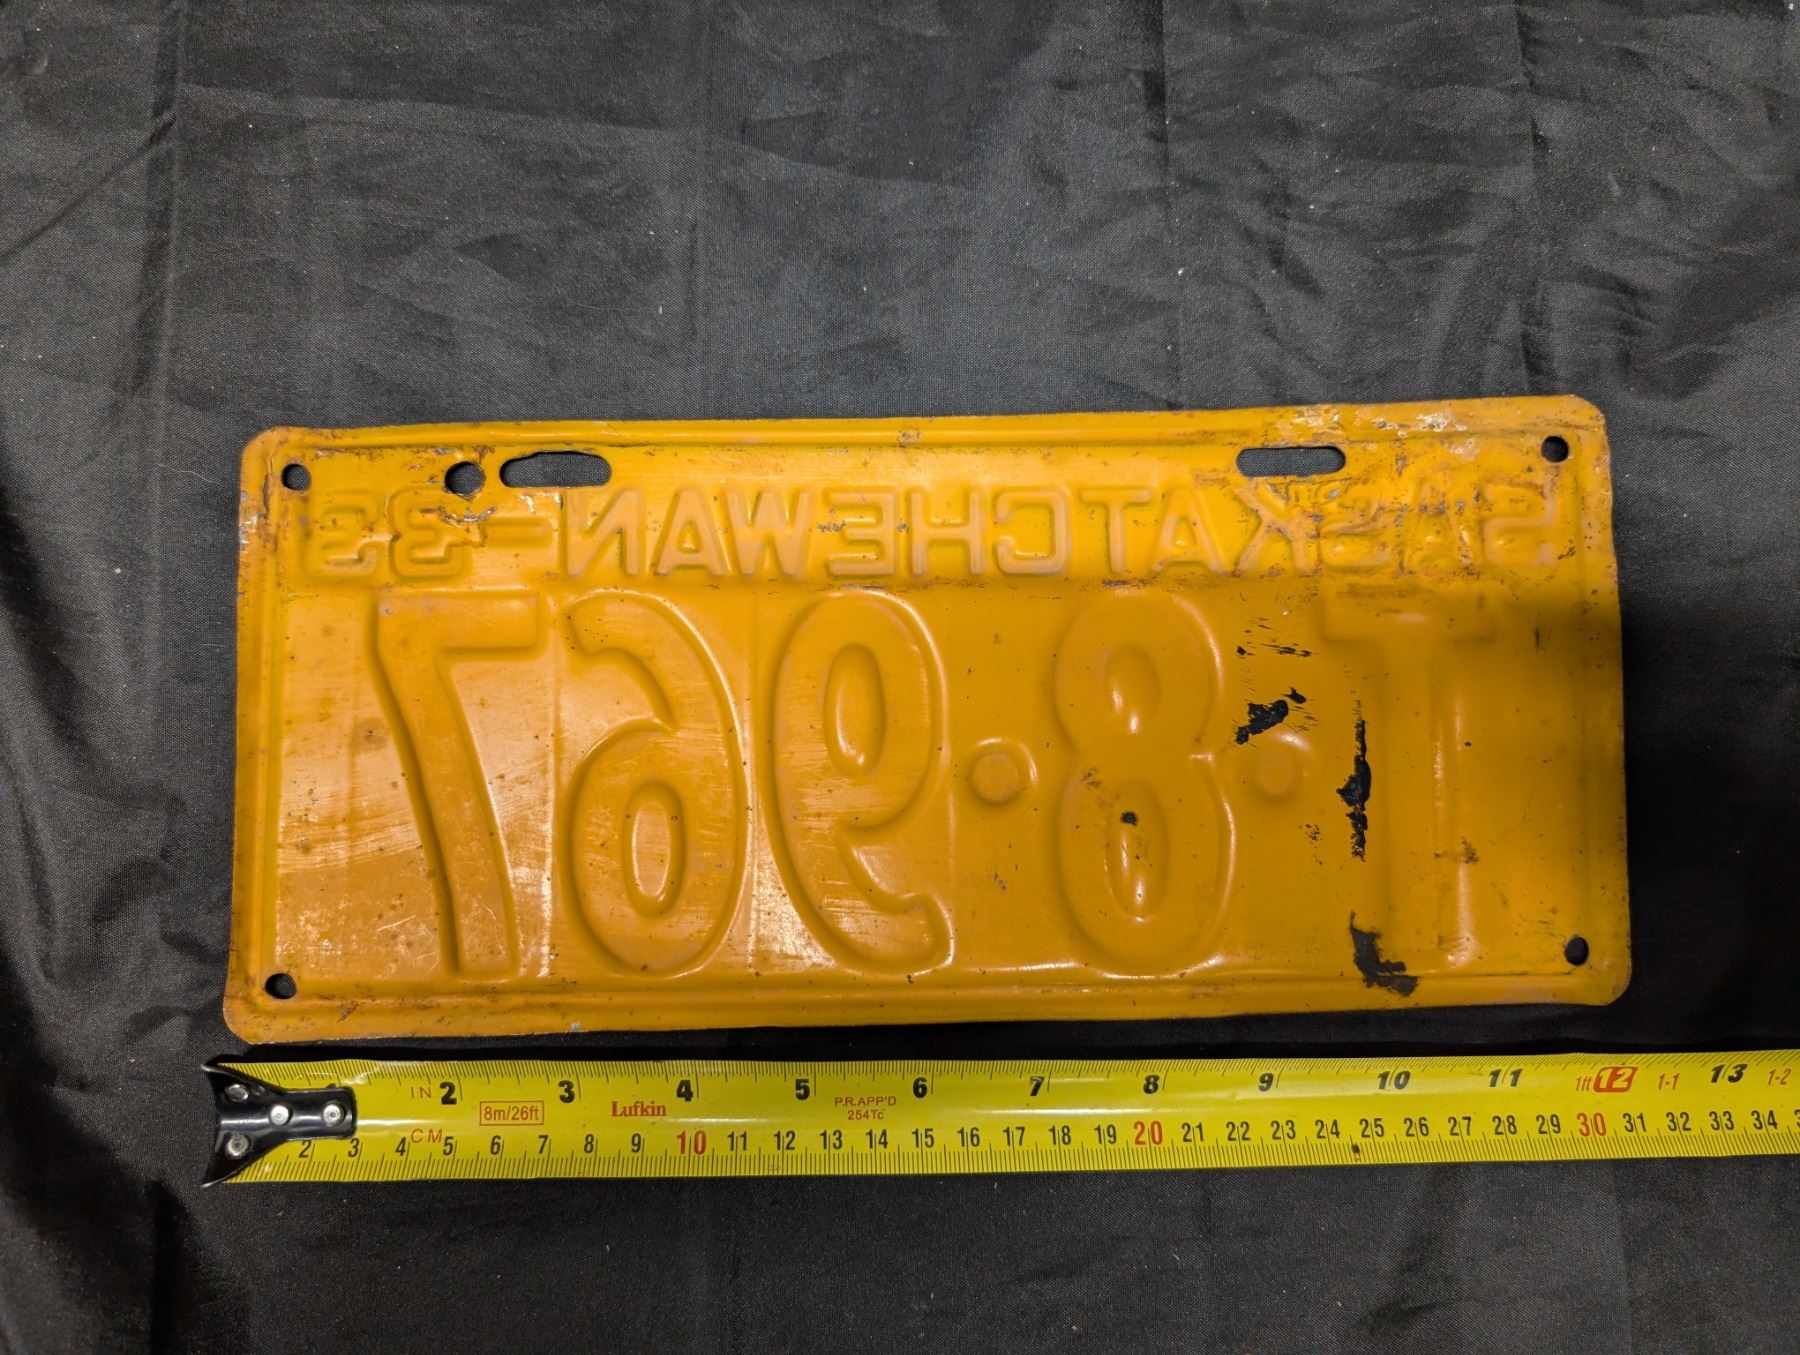 SASKATCHEWAN-33
T·8·967
IN 2 3 4 5 6 7 8 9 10 11 1ft 12 1-1 13 1-2
8m/26ft Lufkin P.R.APP'D
254Tc
CM 2 3 4 5 6 7 8 9 10 11 12 13 14 15 16 17 18 19 20 21 22 23 24 25 26 27 28 29 30 31 32 33 34